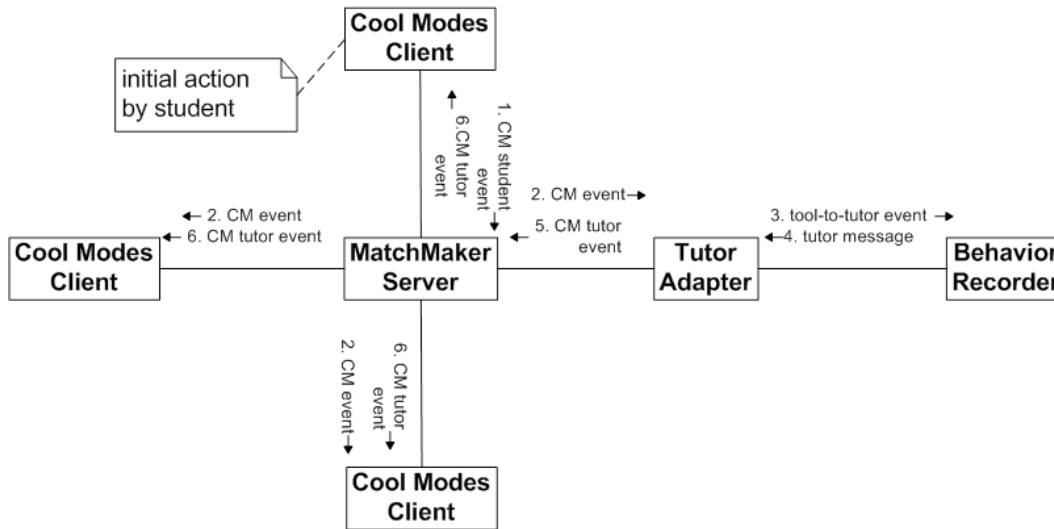 Cool Modes
Client
initial action
by student
1. CM student
event
6.CM tutor
event
2. CM event
5. CM tutor
event
2. CM event
6. CM tutor event
3. tool-to-tutor event
4. tutor message
Cool Modes
Client
MatchMaker
Server
Tutor
Adapter
Behavior
Recorder
2. CM event
6. CM tutor
event
Cool Modes
Client